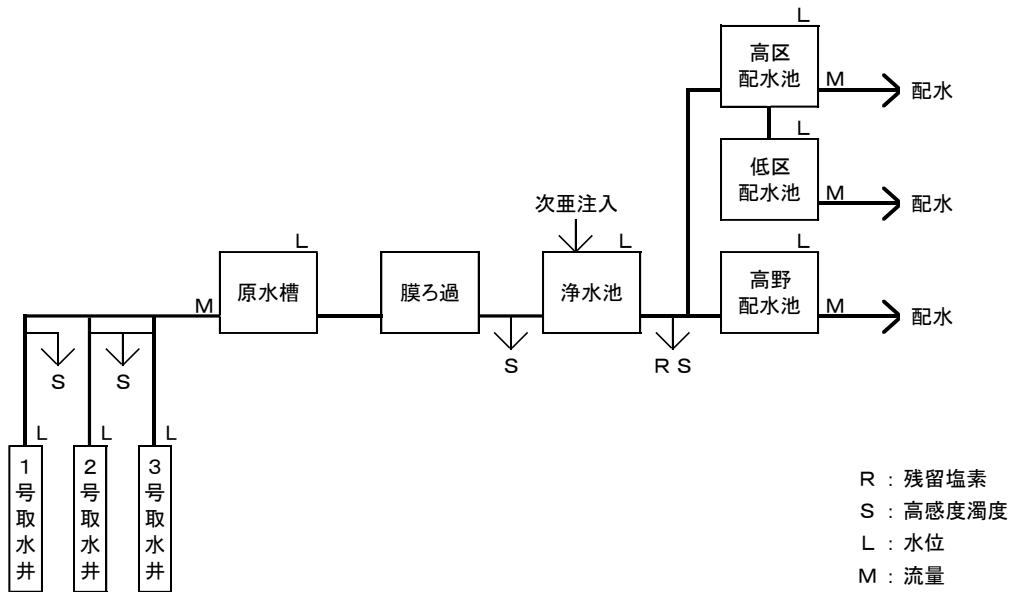 L
高区
配水池
M
配水
L
低区
配水池
M
配水
次亜注入
L
原水槽
膜ろ過
L
浄水池
L
高野
配水池
M
配水
M
S
S
S
R S
L
L
L
1号取水井
2号取水井
3号取水井
R : 残留塩素
S : 高感度濁度
L : 水位
M : 流量